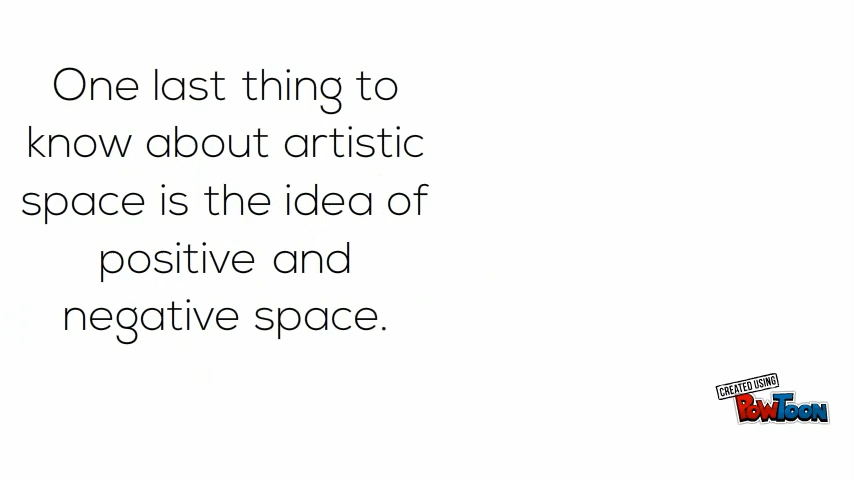 One last thing to
know about artistic
space is the idea of
positive and
negative space.
CREATED USING
POWTOON